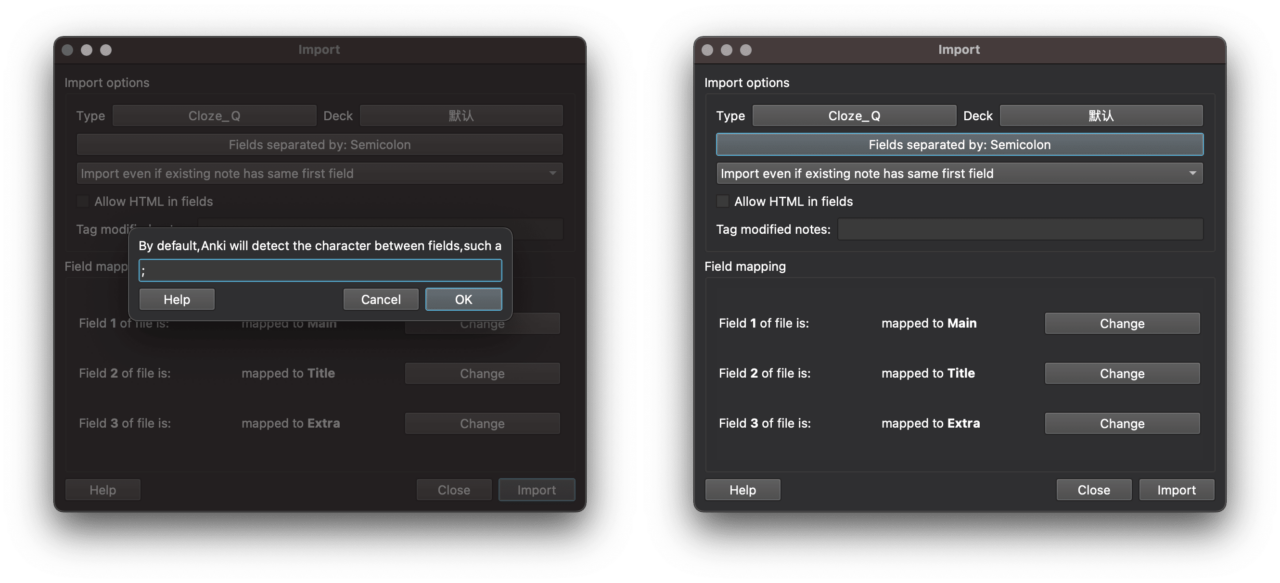 Import
Import options
Type Cloze_Q Deck 默认
Fields separated by: Semicolon
Import even if existing note has same first field
Allow HTML in fields
Tag modified
By default,Anki will detect the character between fields,such a
;
Help Cancel OK
Field mapp
Field 1 of file is: mapped to Main Change
Field 2 of file is: mapped to Title Change
Field 3 of file is: mapped to Extra Change
Help Close Import
Import
Import options
Type Cloze_Q Deck 默认
Fields separated by: Semicolon
Import even if existing note has same first field
Allow HTML in fields
Tag modified notes:
Field mapping
Field 1 of file is: mapped to Main Change
Field 2 of file is: mapped to Title Change
Field 3 of file is: mapped to Extra Change
Help Close Import